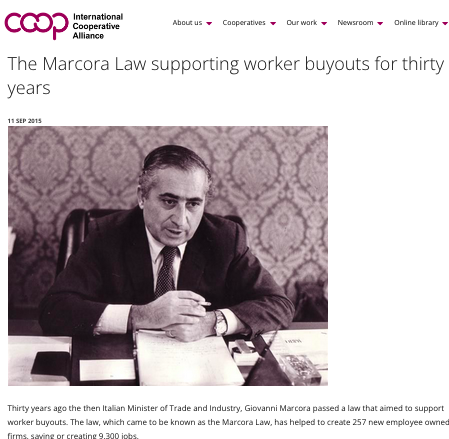 coop International
Cooperative
Alliance
About us Cooperatives Our work Newsroom Online library
The Marcora Law supporting worker buyouts for thirty
years
11 SEP 2015
Thirty years ago the then Italian Minister of Trade and Industry, Giovanni Marcora passed a law that aimed to support
worker buyouts. The law, which came to be known as the Marcora Law, has helped to create 257 new employee owned
firms, saving or creating 9,300 jobs.